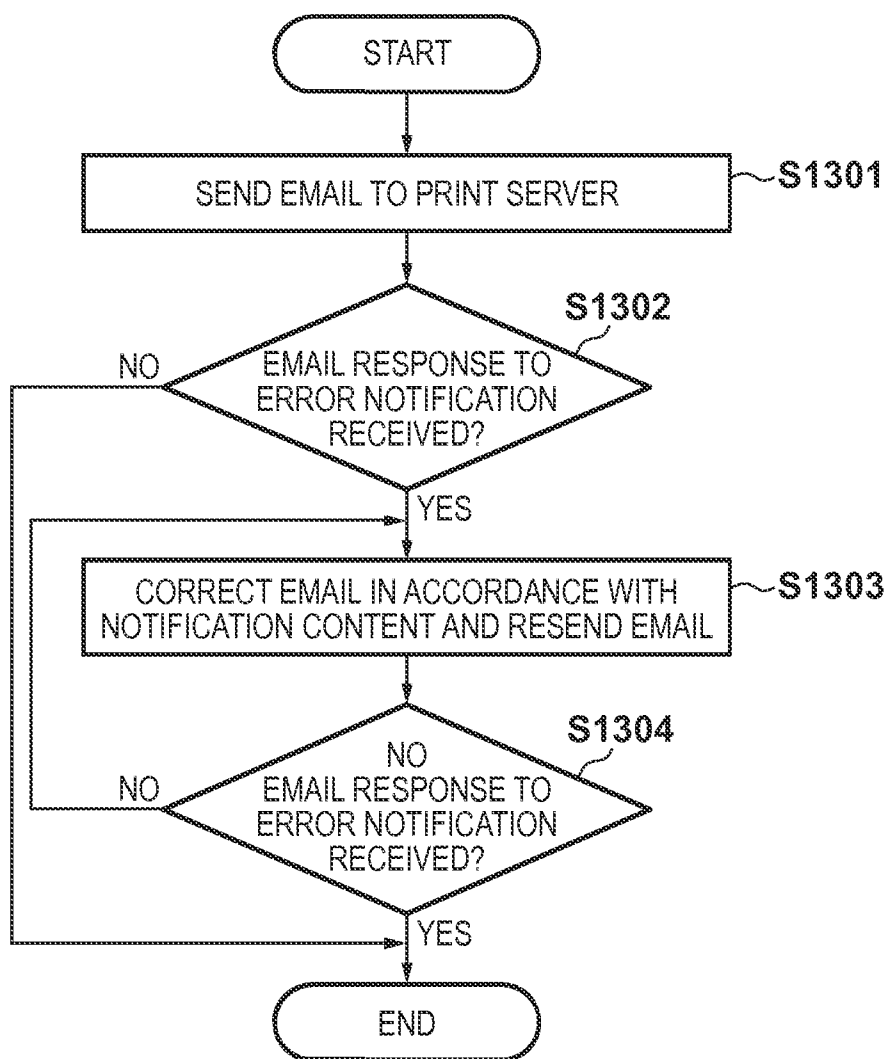 START
SEND EMAIL TO PRINT SERVER
S1301
S1302
EMAIL RESPONSE TO
ERROR NOTIFICATION
RECEIVED?
NO
YES
CORRECT EMAIL IN ACCORDANCE WITH
NOTIFICATION CONTENT AND RESEND EMAIL
S1303
S1304
NO
EMAIL RESPONSE TO
ERROR NOTIFICATION
RECEIVED?
NO
YES
END